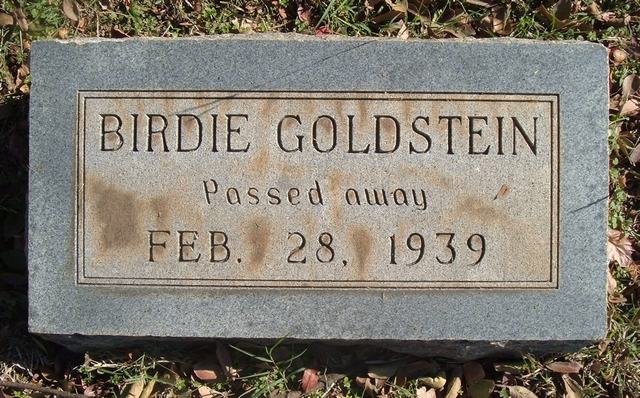 BIRDIE GOLDSTEIN
Passed away
FEB. 28, 1939